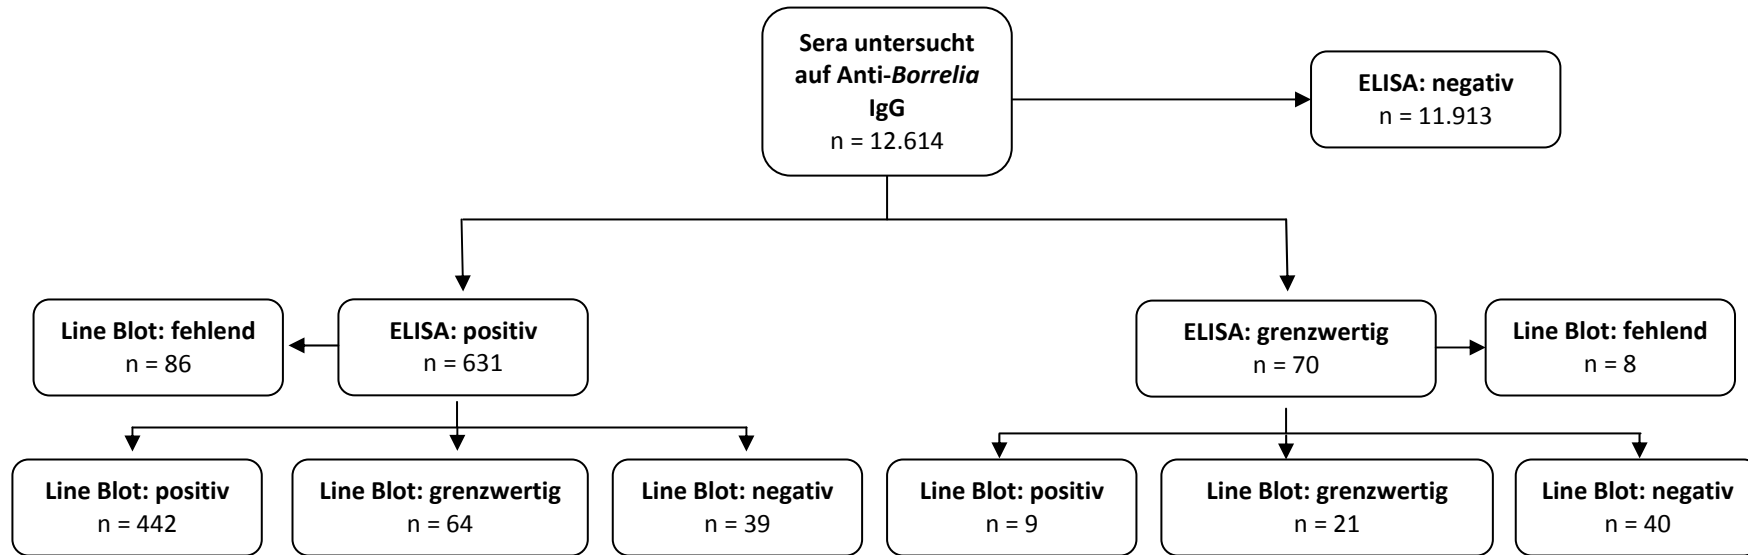 Sera untersucht
auf Anti-Borrelia
IgG
n = 12.614
ELISA: negativ
n = 11.913
Line Blot: fehlend
n = 86
ELISA: positiv
n = 631
ELISA: grenzwertig
n = 70
Line Blot: fehlend
n = 8
Line Blot: positiv
n = 442
Line Blot: grenzwertig
n = 64
Line Blot: negativ
n = 39
Line Blot: positiv
n = 9
Line Blot: grenzwertig
n = 21
Line Blot: negativ
n = 40